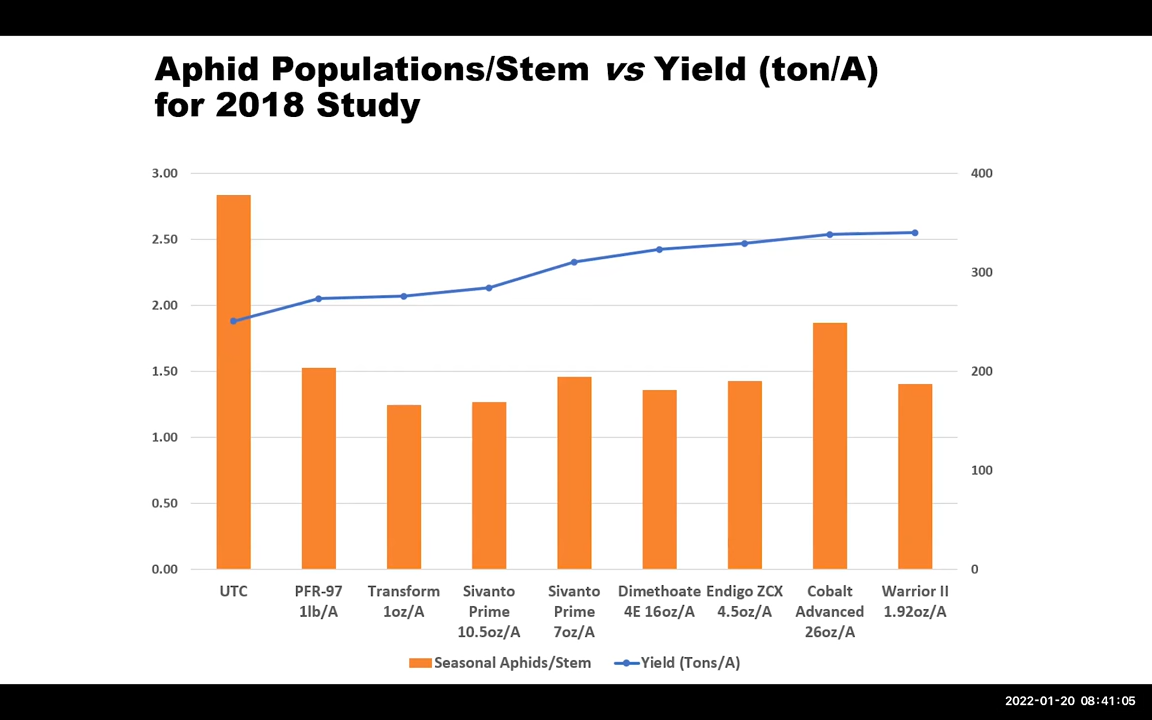 Aphid Populations/Stem vs Yield (ton/A)
for 2018 Study
3.00
2.50
2.00
1.50
1.00
0.50
0.00
400
300
200
100
0
UTC
PFR-97
1lb/A
Transform
1oz/A
Sivanto
Prime
10.5oz/A
Sivanto
Prime
7oz/A
Dimethoate
4E 16oz/A
Endigo ZCX
4.5oz/A
Cobalt
Advanced
26oz/A
Warrior II
1.92oz/A
Seasonal Aphids/Stem
Yield (Tons/A)
2022-01-20 08:41:05